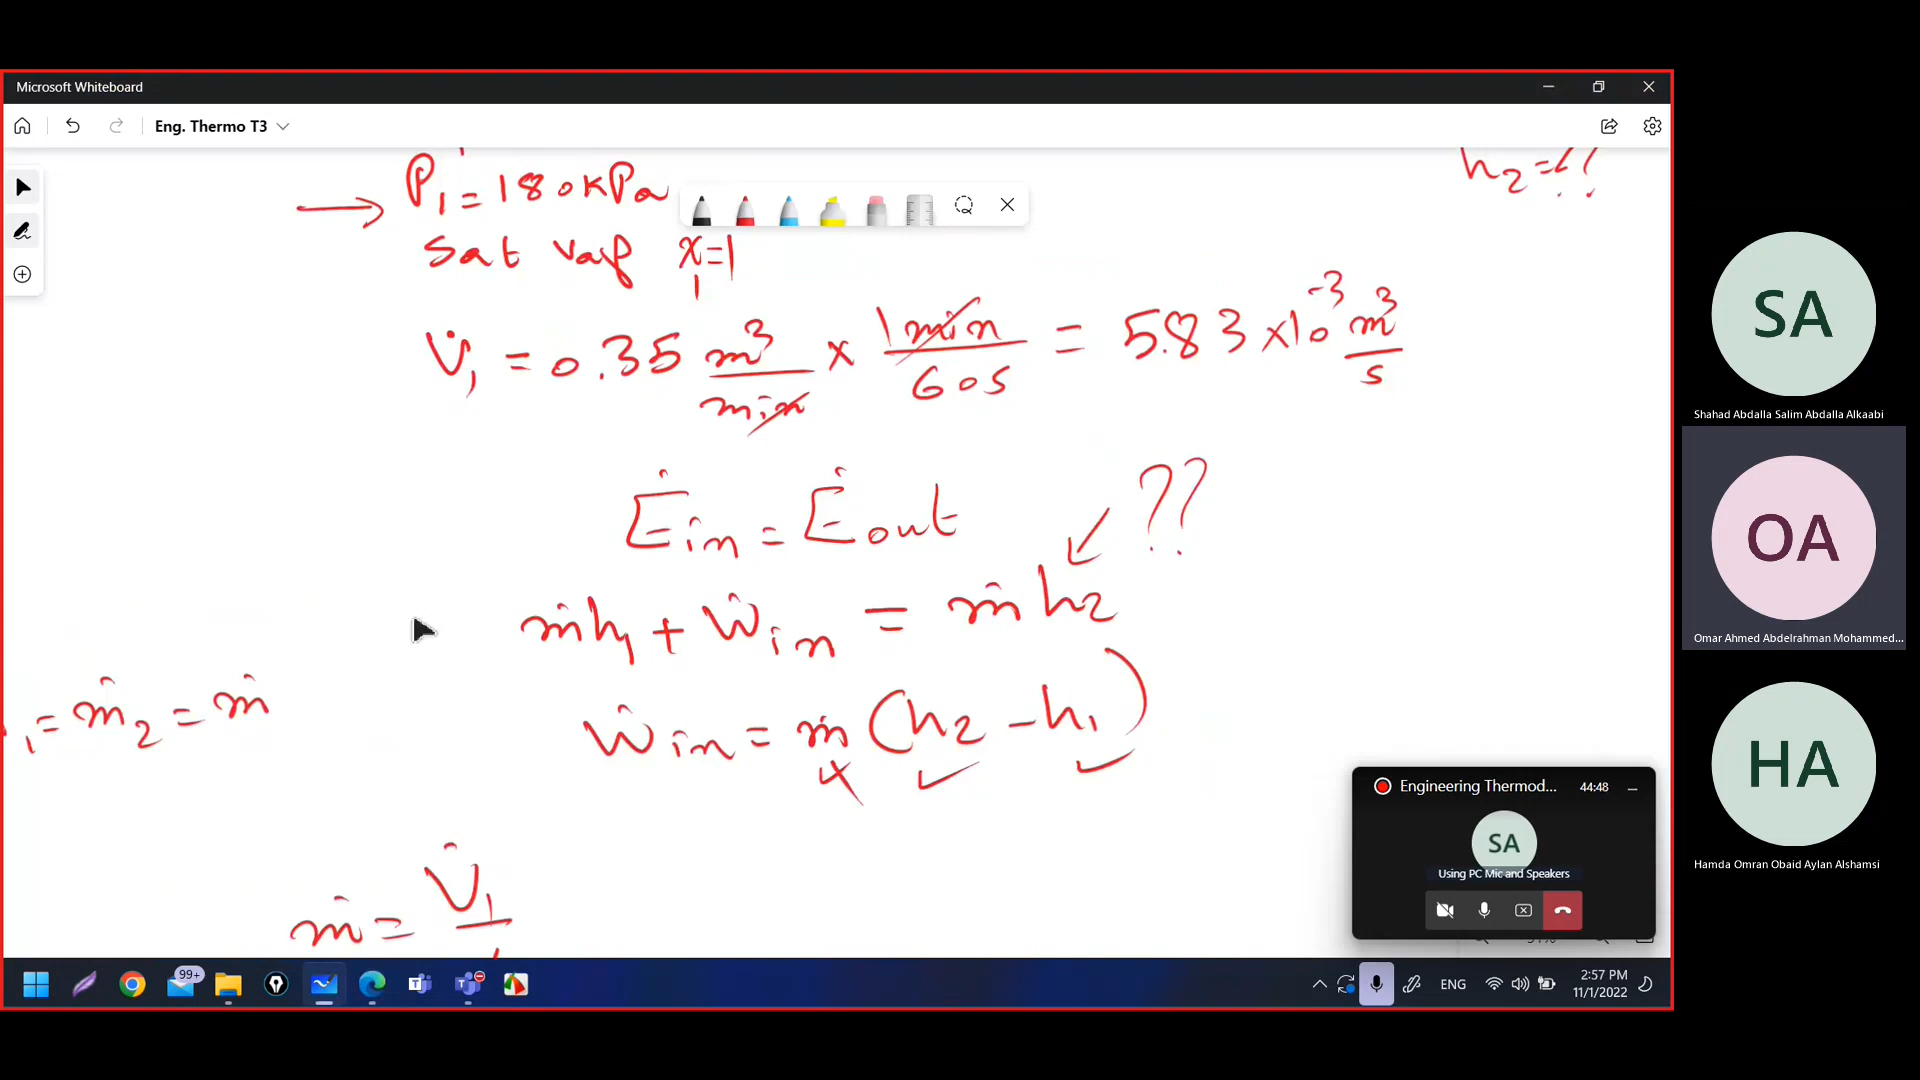 Microsoft Whiteboard
Eng. Thermo T3
P₁ = 180 kPa
h₂ = ??
Sat vap x₁ = 1
V̇₁ = 0.35 m³/min × 1 min/60 s = 5.83 × 10⁻³ m³/s
Ėin = Ėout
??
ṁh₁ + Ẇin = ṁh₂
₁ = ṁ₂ = ṁ
Ẇin = ṁ (h₂ - h₁)
ṁ = V̇₁
SA
Shahad Abdalla Salim Abdalla Alkaabi
OA
Omar Ahmed Abdelrahman Mohammed...
HA
Hamda Omran Obaid Aylan Alshamsi
Engineering Thermod... 44:48
SA
Using PC Mic and Speakers
99+
ENG
2:57 PM
11/1/2022